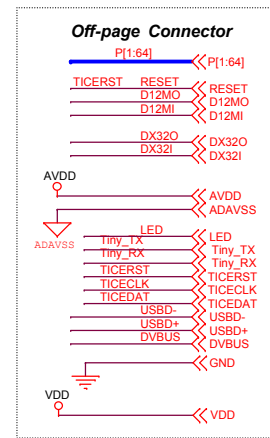 Off-page Connector
P[1:64]
P[1:64]
TICERST RESET RESET
D12MO D12MO
D12MI D12MI
DX32O DX32O
DX32I DX32I
AVDD
AVDD
ADAVSS
ADAVSS
LED LED
Tiny_TX Tiny_TX
Tiny_RX Tiny_RX
TICERST TICERST
TICECLK TICECLK
TICEDAT TICEDAT
USBD- USBD-
USBD+ USBD+
DVBUS DVBUS
GND
VDD
VDD